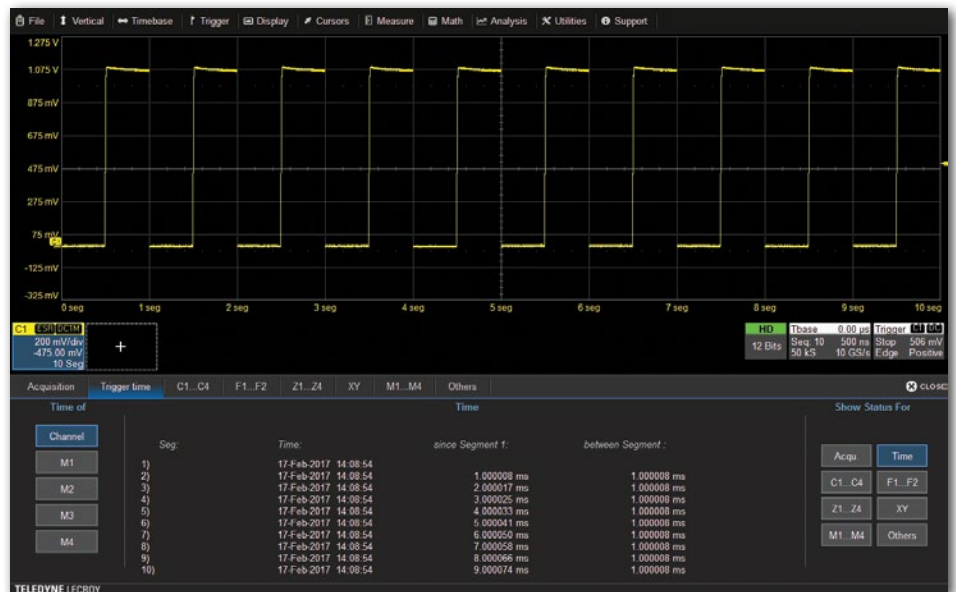 File Vertical Timebase Trigger Display Cursors Measure Math Analysis Utilities Support
1.275 V
1.075 V
875 mV
675 mV
475 mV
275 mV
75 mV
C1
-125 mV
-325 mV
0 seg 1 seg 2 seg 3 seg 4 seg 5 seg 6 seg 7 seg 8 seg 9 seg 10 seg
C1 ESR DC1M
200 mV/div
-475.00 mV
10 Seg
+
HD
12 Bits
Tbase 0.00 µs
Seq: 10 500 ns
50 kS 10 GS/s
Trigger C1 DC
Stop 506 mV
Edge Positive
Acquisition Trigger time C1...C4 F1...F2 Z1...Z4 XY M1...M4 Others CLOSE
Time of Time Show Status For
Channel
M1
M2
M3
M4
Seg: Time: since Segment 1: between Segment :
1) 17-Feb-2017 14:08:54
2) 17-Feb-2017 14:08:54 1.000008 ms 1.000008 ms
3) 17-Feb-2017 14:08:54 2.000017 ms 1.000008 ms
4) 17-Feb-2017 14:08:54 3.000025 ms 1.000008 ms
5) 17-Feb-2017 14:08:54 4.000033 ms 1.000008 ms
6) 17-Feb-2017 14:08:54 5.000041 ms 1.000008 ms
7) 17-Feb-2017 14:08:54 6.000050 ms 1.000008 ms
8) 17-Feb-2017 14:08:54 7.000058 ms 1.000008 ms
9) 17-Feb-2017 14:08:54 8.000066 ms 1.000008 ms
10) 17-Feb-2017 14:08:54 9.000074 ms 1.000008 ms
Acqu. Time
C1...C4 F1...F2
Z1...Z4 XY
M1...M4 Others
TELEDYNE LECROY